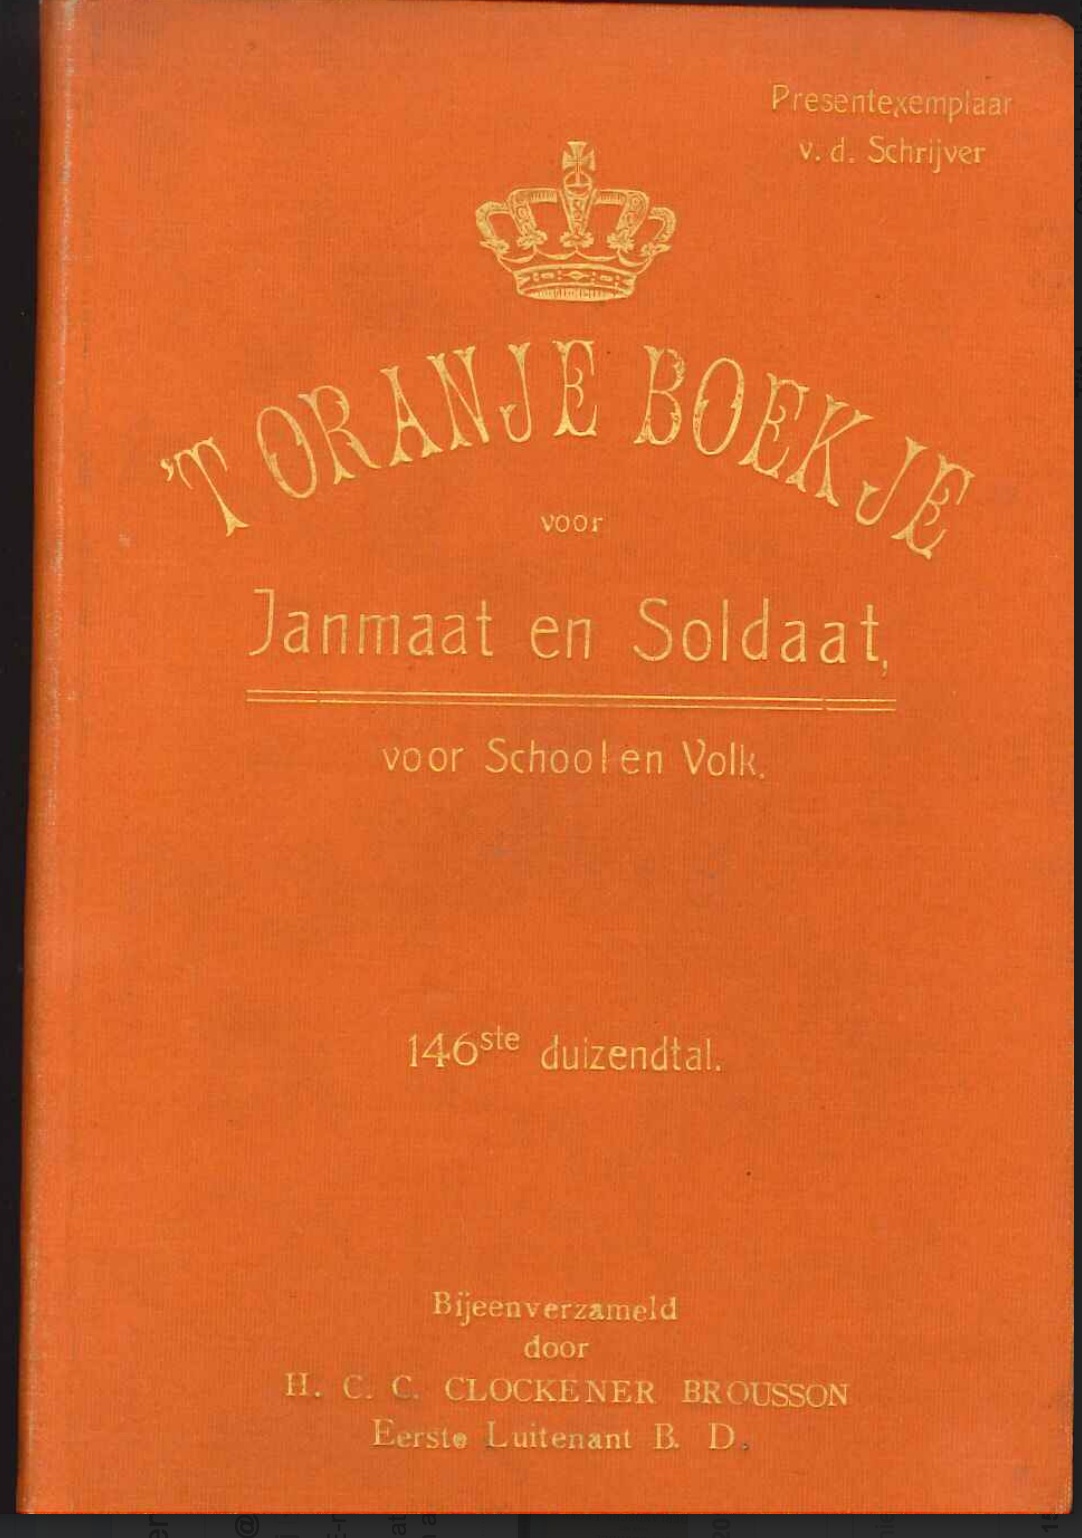 Presentexemplaar
v. d. Schrijver
'T ORANJE BOEKJE
voor
Janmaat en Soldaat,
voor School en Volk.
146ste duizendtal.
Bijeenverzameld
door
H. C. C. CLOCKENER BROUSSON
Eerste Luitenant B. D.